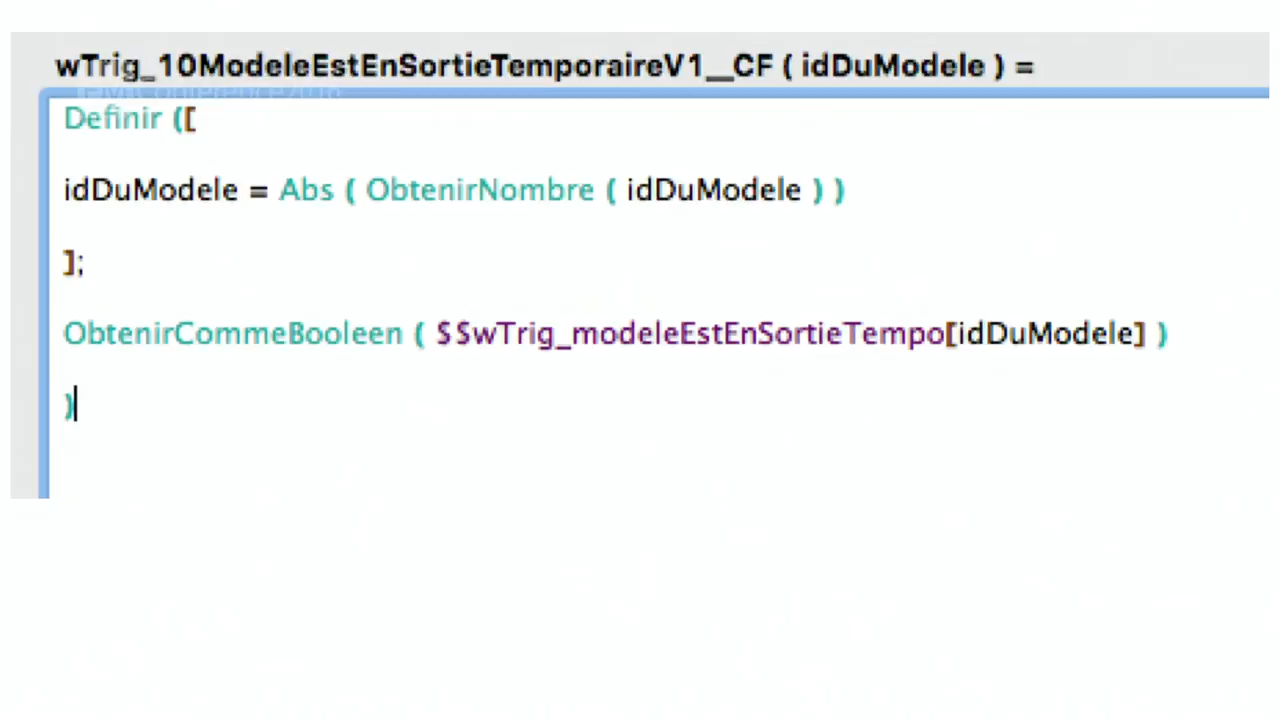 wTrig_10ModeleEstEnSortieTemporaireV1__CF ( idDuModele ) =
Definir ([
idDuModele = Abs ( ObtenirNombre ( idDuModele ) )
];
ObtenirCommeBooleen ( $$wTrig_modeleEstEnSortieTempo[idDuModele] )
)